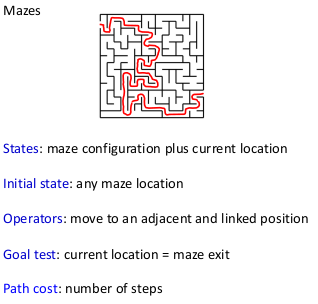 Mazes
States: maze configuration plus current location
Initial state: any maze location
Operators: move to an adjacent and linked position
Goal test: current location = maze exit
Path cost: number of steps